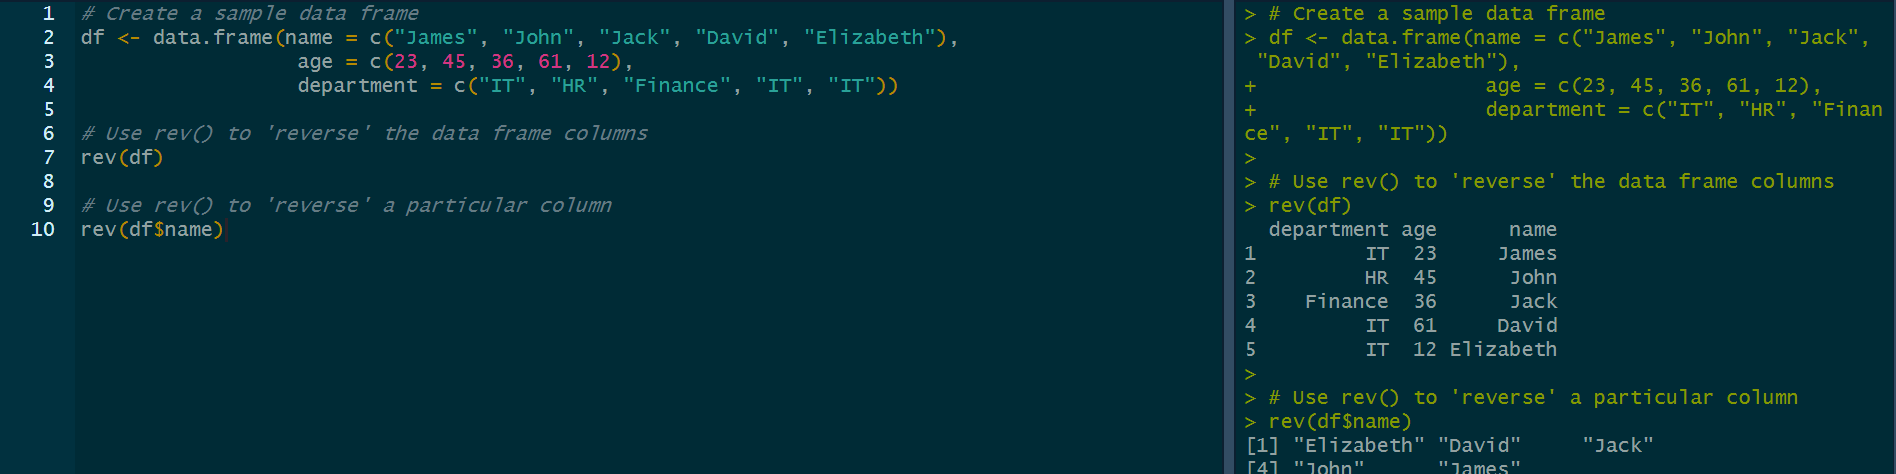 1 # Create a sample data frame
2 df <- data.frame(name = c("James", "John", "Jack", "David", "Elizabeth"),
3                   age = c(23, 45, 36, 61, 12),
4                   department = c("IT", "HR", "Finance", "IT", "IT"))
5
6 # Use rev() to 'reverse' the data frame columns
7 rev(df)
8
9 # Use rev() to 'reverse' a particular column
10 rev(df$name)
> # Create a sample data frame
> df <- data.frame(name = c("James", "John", "Jack",
 "David", "Elizabeth"),
+                   age = c(23, 45, 36, 61, 12),
+                   department = c("IT", "HR", "Finan
ce", "IT", "IT"))
>
> # Use rev() to 'reverse' the data frame columns
> rev(df)
  department age      name
1         IT  23     James
2         HR  45      John
3    Finance  36      Jack
4         IT  61     David
5         IT  12 Elizabeth
>
> # Use rev() to 'reverse' a particular column
> rev(df$name)
[1] "Elizabeth" "David"     "Jack"
[4] "John"      "James"